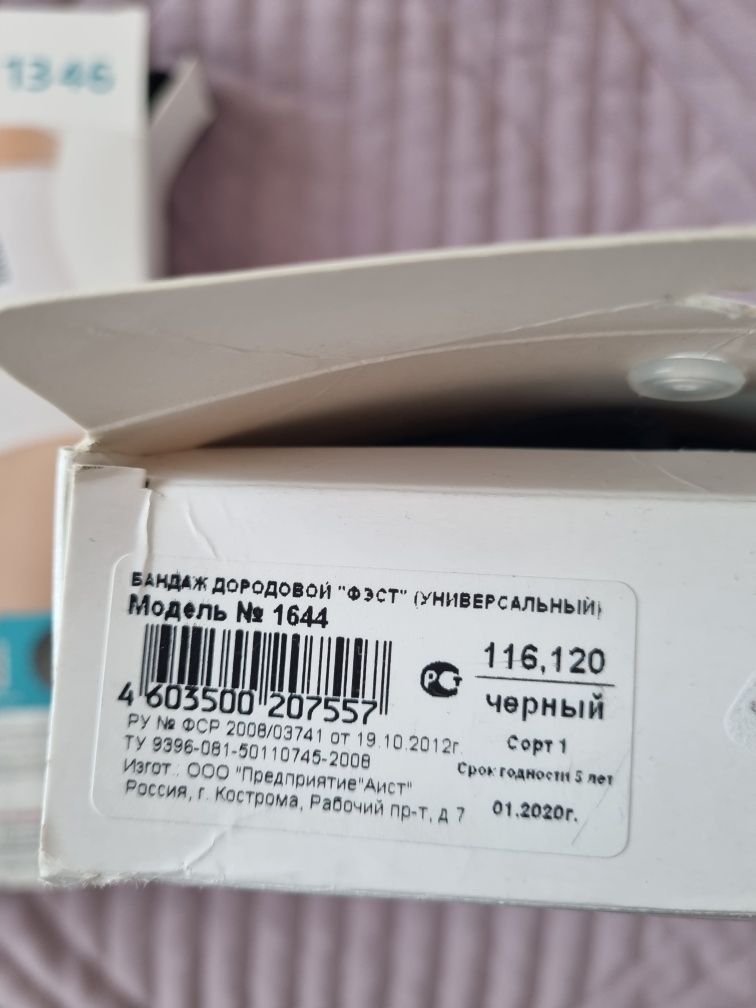 1346
БАНДАЖ ДОРОДОВОЙ "ФЭСТ" (УНИВЕРСАЛЬНЫЙ)
Модель № 1644
4 603500 207557
РСТ
116,120
черный
РУ № ФСР 2008/03741 от 19.10.2012г.
ТУ 9396-081-50110745-2008
Изгот.: ООО "Предприятие"Аист"
Россия, г. Кострома, Рабочий пр-т, д 7
Сорт 1
Срок годности 5 лет
01.2020г.